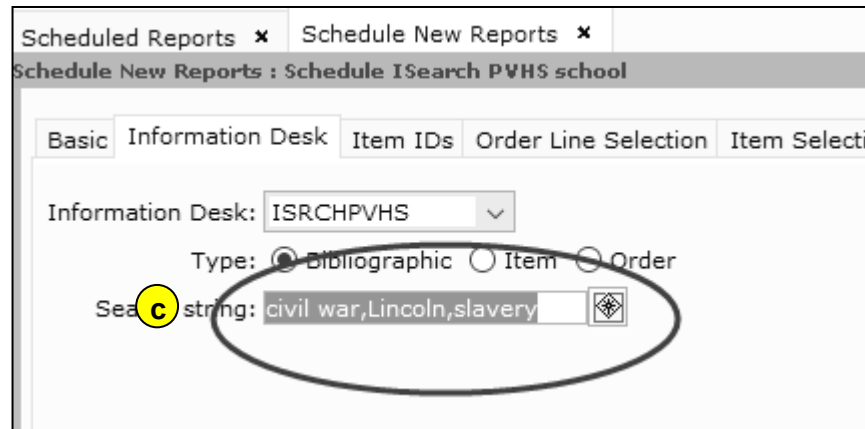 Scheduled Reports × Schedule New Reports ×
Schedule New Reports : Schedule ISearch PVHS school
Basic Information Desk Item IDs Order Line Selection Item Selecti
Information Desk: ISRCHPVHS
Type: Bibliographic Item Order
Sea c string: civil war,Lincoln,slavery